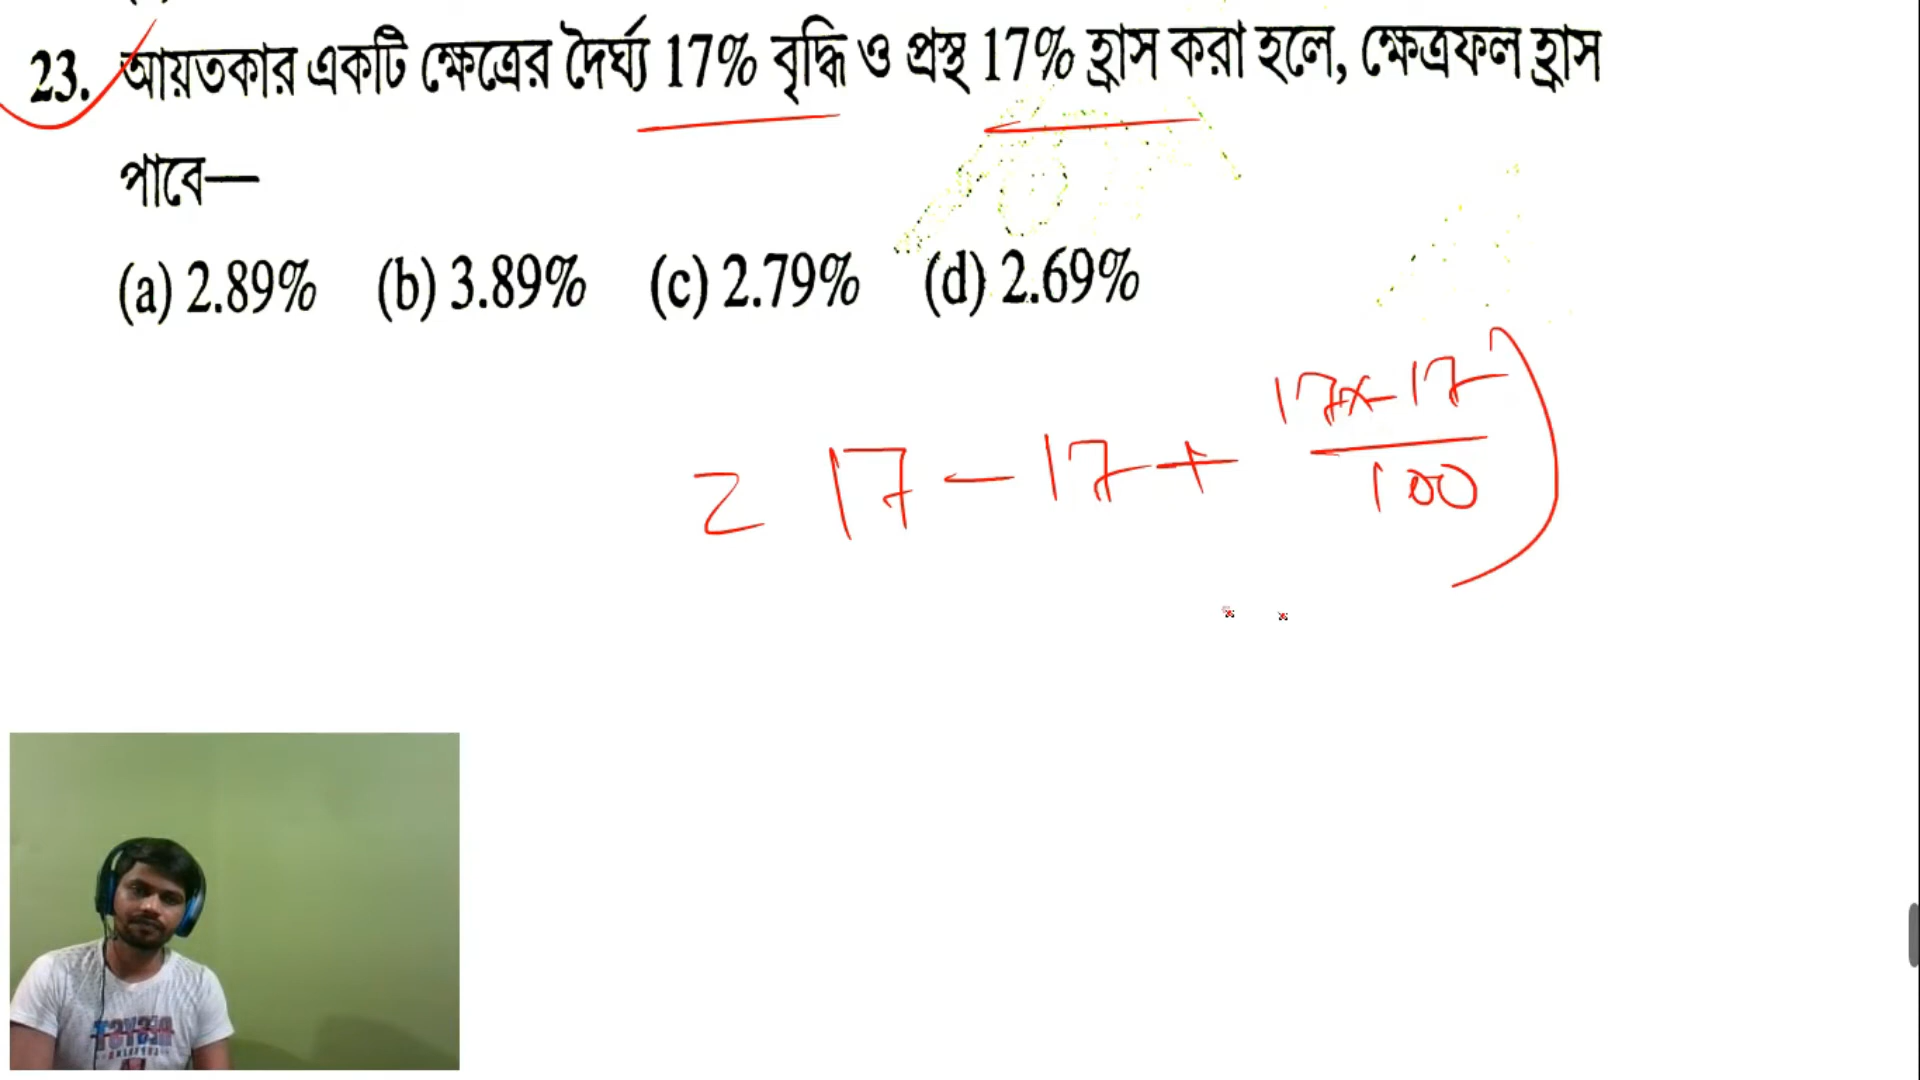 23. আয়তকার একটি ক্ষেত্রের দৈর্ঘ্য 17% বৃদ্ধি ও প্রস্থ 17% হ্রাস করা হলে, ক্ষেত্রফল হ্রাস
পাবে—
(a) 2.89% (b) 3.89% (c) 2.79% (d) 2.69%
= 17 - 17 + (17 x - 17) / 100